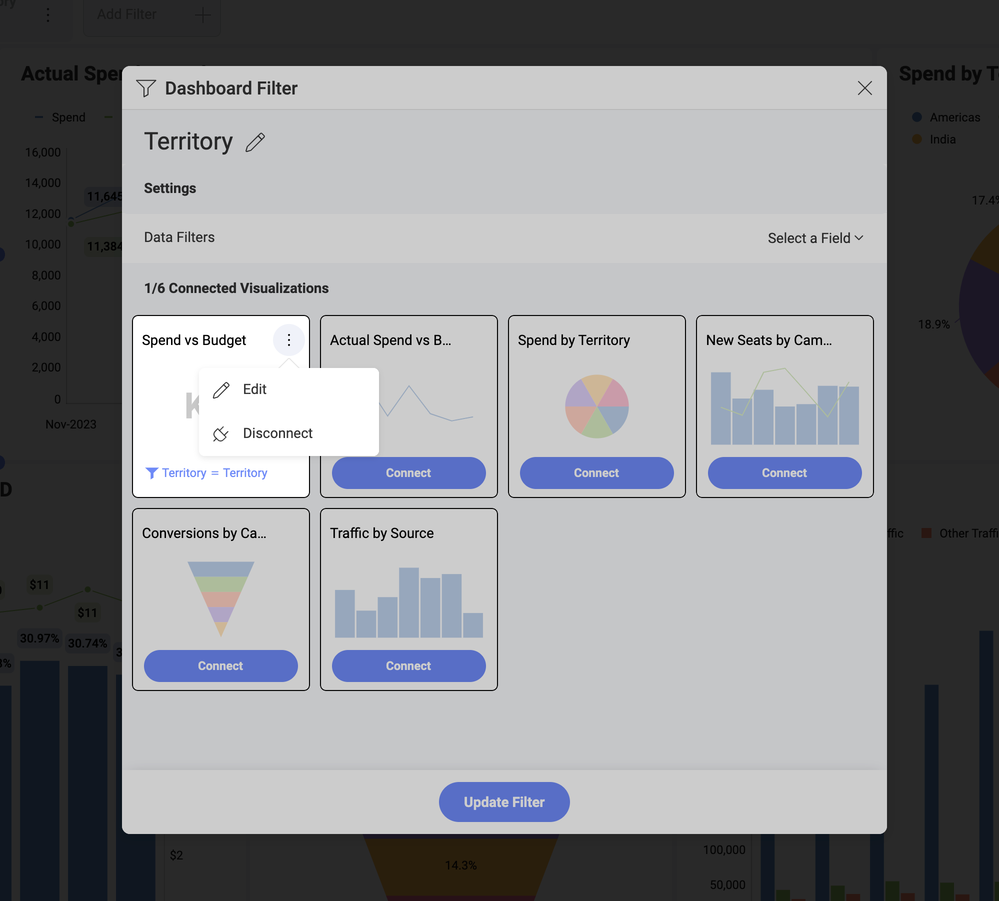 Add Filter
Actual Spe
Spend by T
Spend
Americas
India
16,000
14,000
12,000
10,000
8,000
6,000
4,000
2,000
0
11,645
11,384
Nov-2023
17.4%
18.9%
Dashboard Filter
Territory
Settings
Data Filters
Select a Field
1/6 Connected Visualizations
Spend vs Budget
Edit
Disconnect
Territory = Territory
Actual Spend vs B...
Connect
Spend by Territory
Connect
New Seats by Cam...
Connect
Conversions by Ca...
Connect
Traffic by Source
Connect
Update Filter
D
ffic
Other Traffi
$11
$11
30.97%
30.74%
$2
14.3%
100,000
50,000